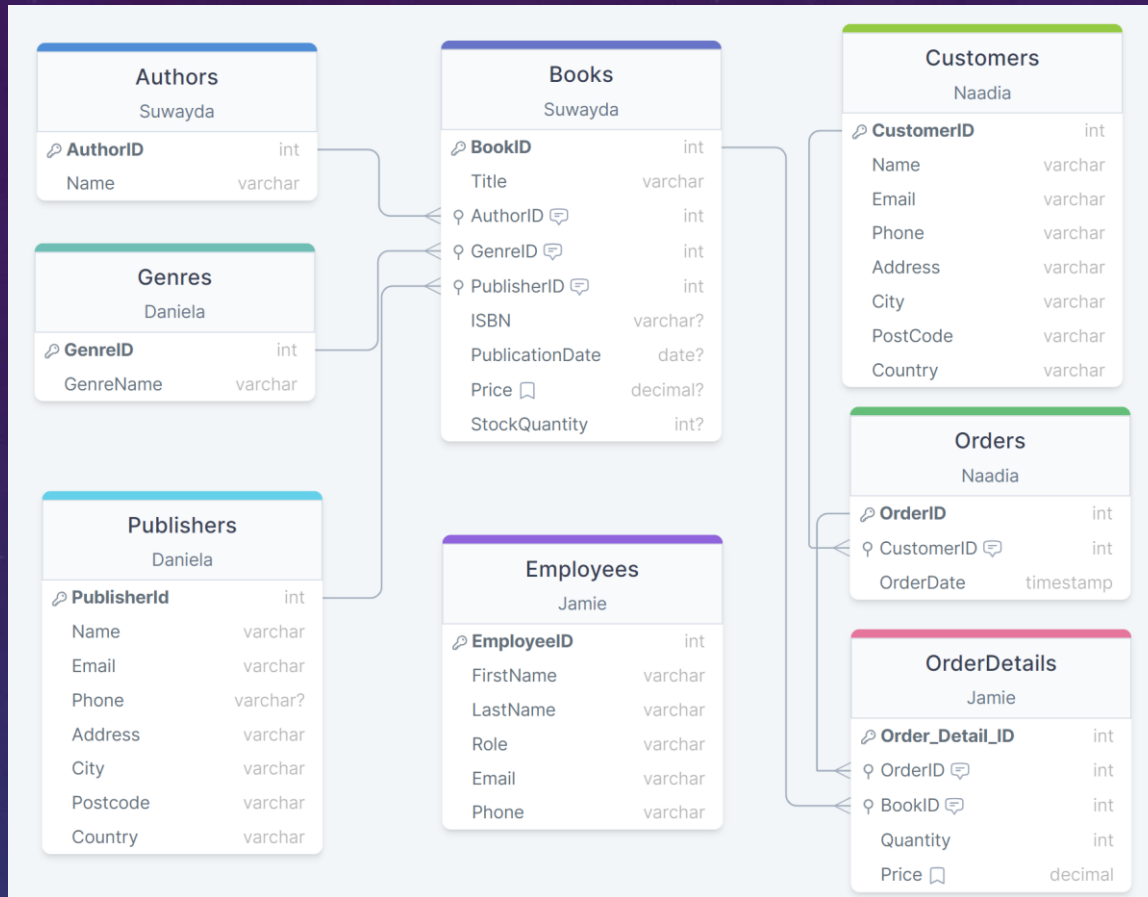 Authors
Suwayda
AuthorID int
Name varchar
Genres
Daniela
GenreID int
GenreName varchar
Publishers
Daniela
PublisherId int
Name varchar
Email varchar
Phone varchar?
Address varchar
City varchar
Postcode varchar
Country varchar
Books
Suwayda
BookID int
Title varchar
AuthorID int
GenreID int
PublisherID int
ISBN varchar?
PublicationDate date?
Price decimal?
StockQuantity int?
Employees
Jamie
EmployeeID int
FirstName varchar
LastName varchar
Role varchar
Email varchar
Phone varchar
Customers
Naadia
CustomerID int
Name varchar
Email varchar
Phone varchar
Address varchar
City varchar
PostCode varchar
Country varchar
Orders
Naadia
OrderID int
CustomerID int
OrderDate timestamp
OrderDetails
Jamie
Order_Detail_ID int
OrderID int
BookID int
Quantity int
Price decimal